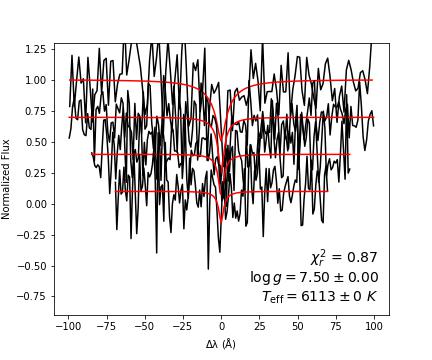 1.25
1.00
0.75
0.50
0.25
0.00
−0.25
−0.50
−0.75
Normalized Flux
χ²ᵣ = 0.87
log g = 7.50 ± 0.00
T_eff = 6113 ± 0 K
−100 −75 −50 −25 0 25 50 75 100
Δλ (Å)